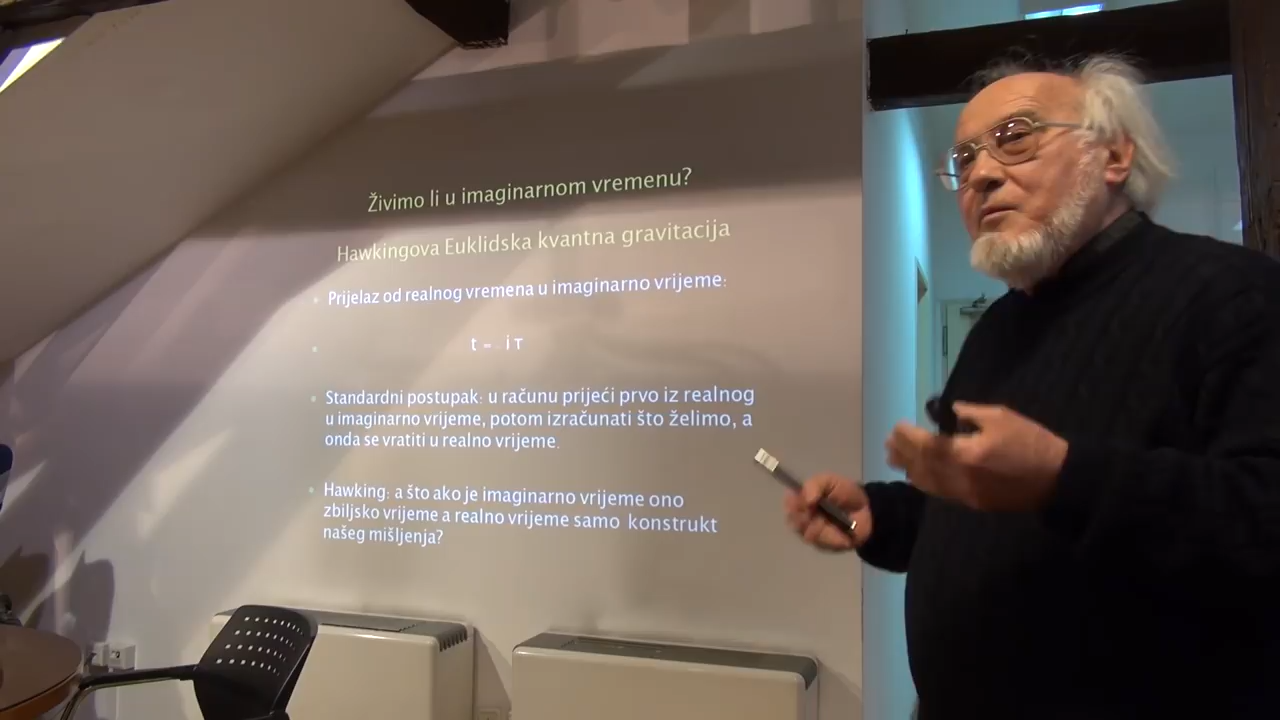 Živimo li u imaginarnom vremenu?
Hawkingova Euklidska kvantna gravitacija
Prijelaz od realnog vremena u imaginarno vrijeme:
t = - i τ
Standardni postupak: u računu prijeći prvo iz realnog
u imaginarno vrijeme, potom izračunati što želimo, a
onda se vratiti u realno vrijeme.
Hawking: a što ako je imaginarno vrijeme ono
zbiljsko vrijeme a realno vrijeme samo konstrukt
našeg mišljenja?